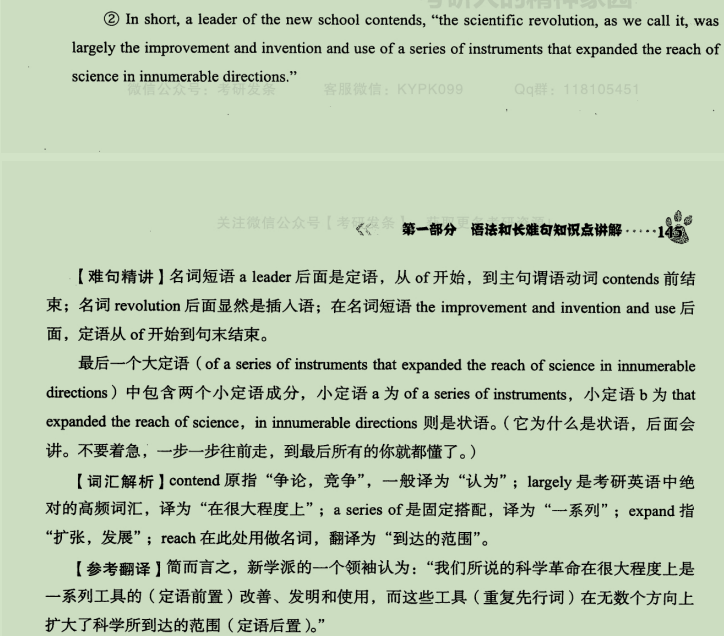 ② In short, a leader of the new school contends, “the scientific revolution, as we call it, was
largely the improvement and invention and use of a series of instruments that expanded the reach of
science in innumerable directions.”
微信公众号：考研发条 客服微信：KYPK099 Qq群：118105451
关注微信公众号【考研发条】
《 第一部分 语法和长难句知识点讲解·····145
【难句精讲】名词短语 a leader 后面是定语，从 of 开始，到主句谓语动词 contends 前结
束；名词 revolution 后面显然是插入语；在名词短语 the improvement and invention and use 后
面，定语从 of 开始到句末结束。
最后一个大定语（of a series of instruments that expanded the reach of science in innumerable
directions）中包含两个小定语成分，小定语 a 为 of a series of instruments，小定语 b 为 that
expanded the reach of science，in innumerable directions 则是状语。（它为什么是状语，后面会
讲。不要着急，一步一步往前走，到最后所有的你就都懂了。）
【词汇解析】contend 原指“争论，竞争”，一般译为“认为”；largely 是考研英语中绝
对的高频词汇，译为“在很大程度上”；a series of 是固定搭配，译为“一系列”；expand 指
“扩张，发展”；reach 在此处用做名词，翻译为“到达的范围”。
【参考翻译】简而言之，新学派的一个领袖认为：“我们所说的科学革命在很大程度上是
一系列工具的（定语前置）改善、发明和使用，而这些工具（重复先行词）在无数个方向上
扩大了科学所到达的范围（定语后置）。”